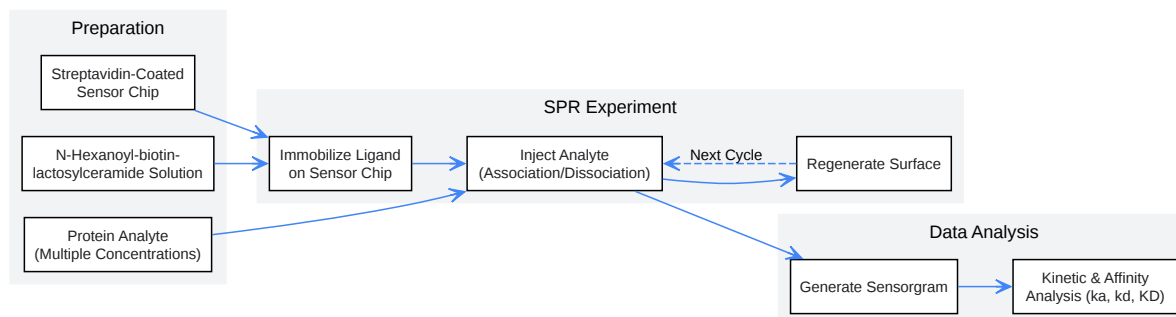 Preparation
Streptavidin-Coated
Sensor Chip
N-Hexanoyl-biotin-
lactosylceramide Solution
Protein Analyte
(Multiple Concentrations)
SPR Experiment
Immobilize Ligand
on Sensor Chip
Inject Analyte
(Association/Dissociation)
Next Cycle
Regenerate Surface
Data Analysis
Generate Sensorgram
Kinetic & Affinity
Analysis (ka, kd, KD)